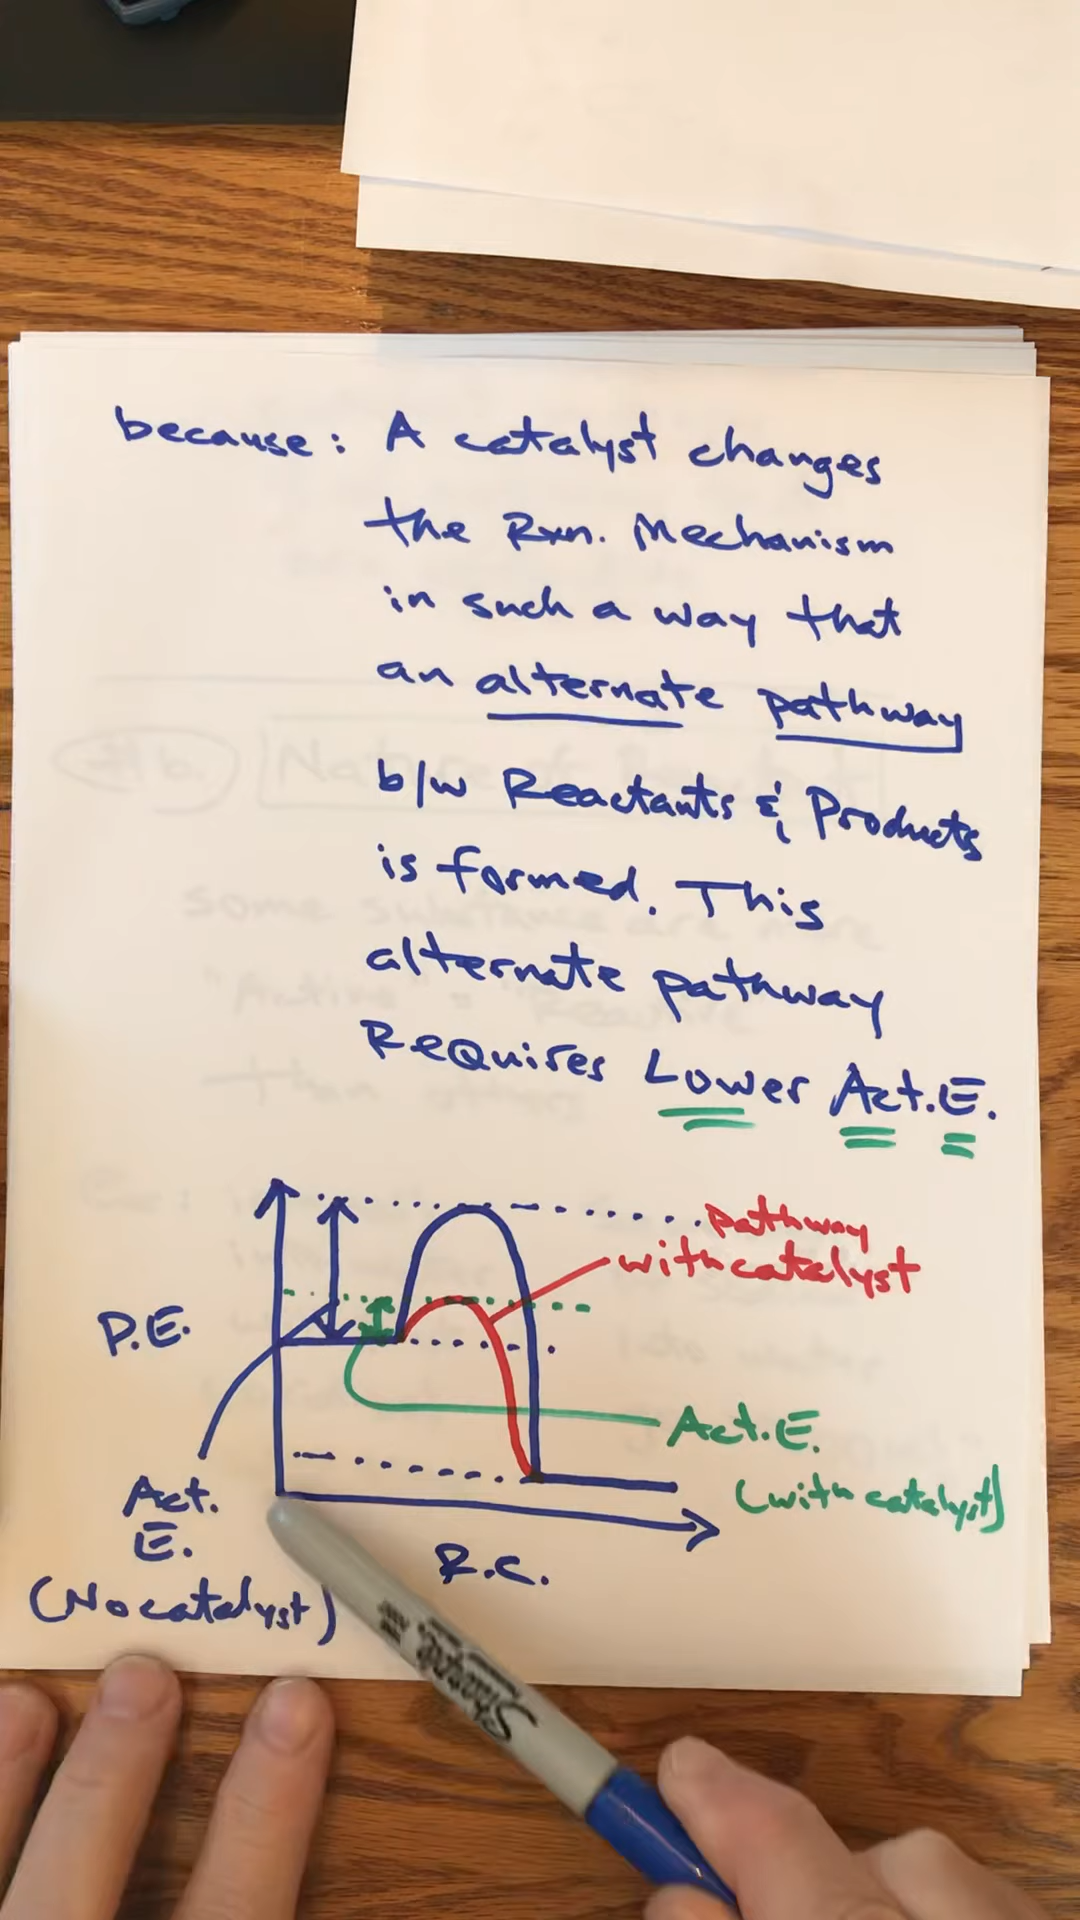 because: A catalyst changes
the Rxn. Mechanism
in such a way that
an alternate pathway
b/w Reactants & Products
is formed. This
alternate pathway
Requires Lower Act.E.
pathway
with catalyst
P.E.
Act.E.
(with catalyst)
Act.
E.
(No catalyst)
R.C.
Sharpie